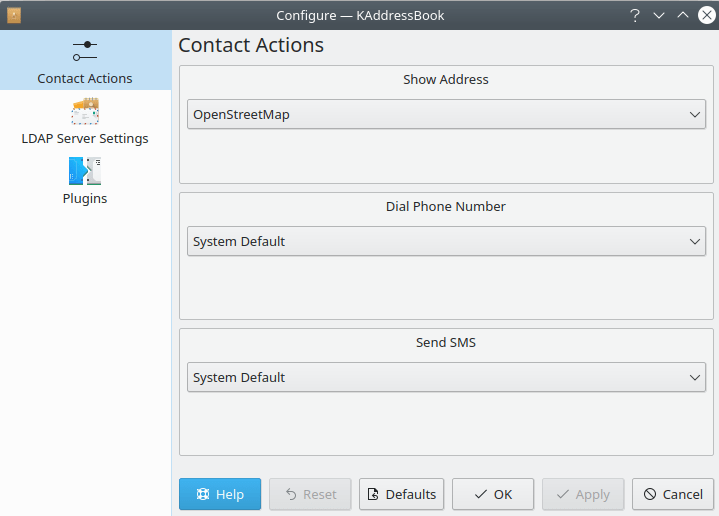 Configure — KAddressBook
Contact Actions
LDAP Server Settings
Plugins
Contact Actions
Show Address
OpenStreetMap
Dial Phone Number
System Default
Send SMS
System Default
Help
Reset
Defaults
OK
Apply
Cancel